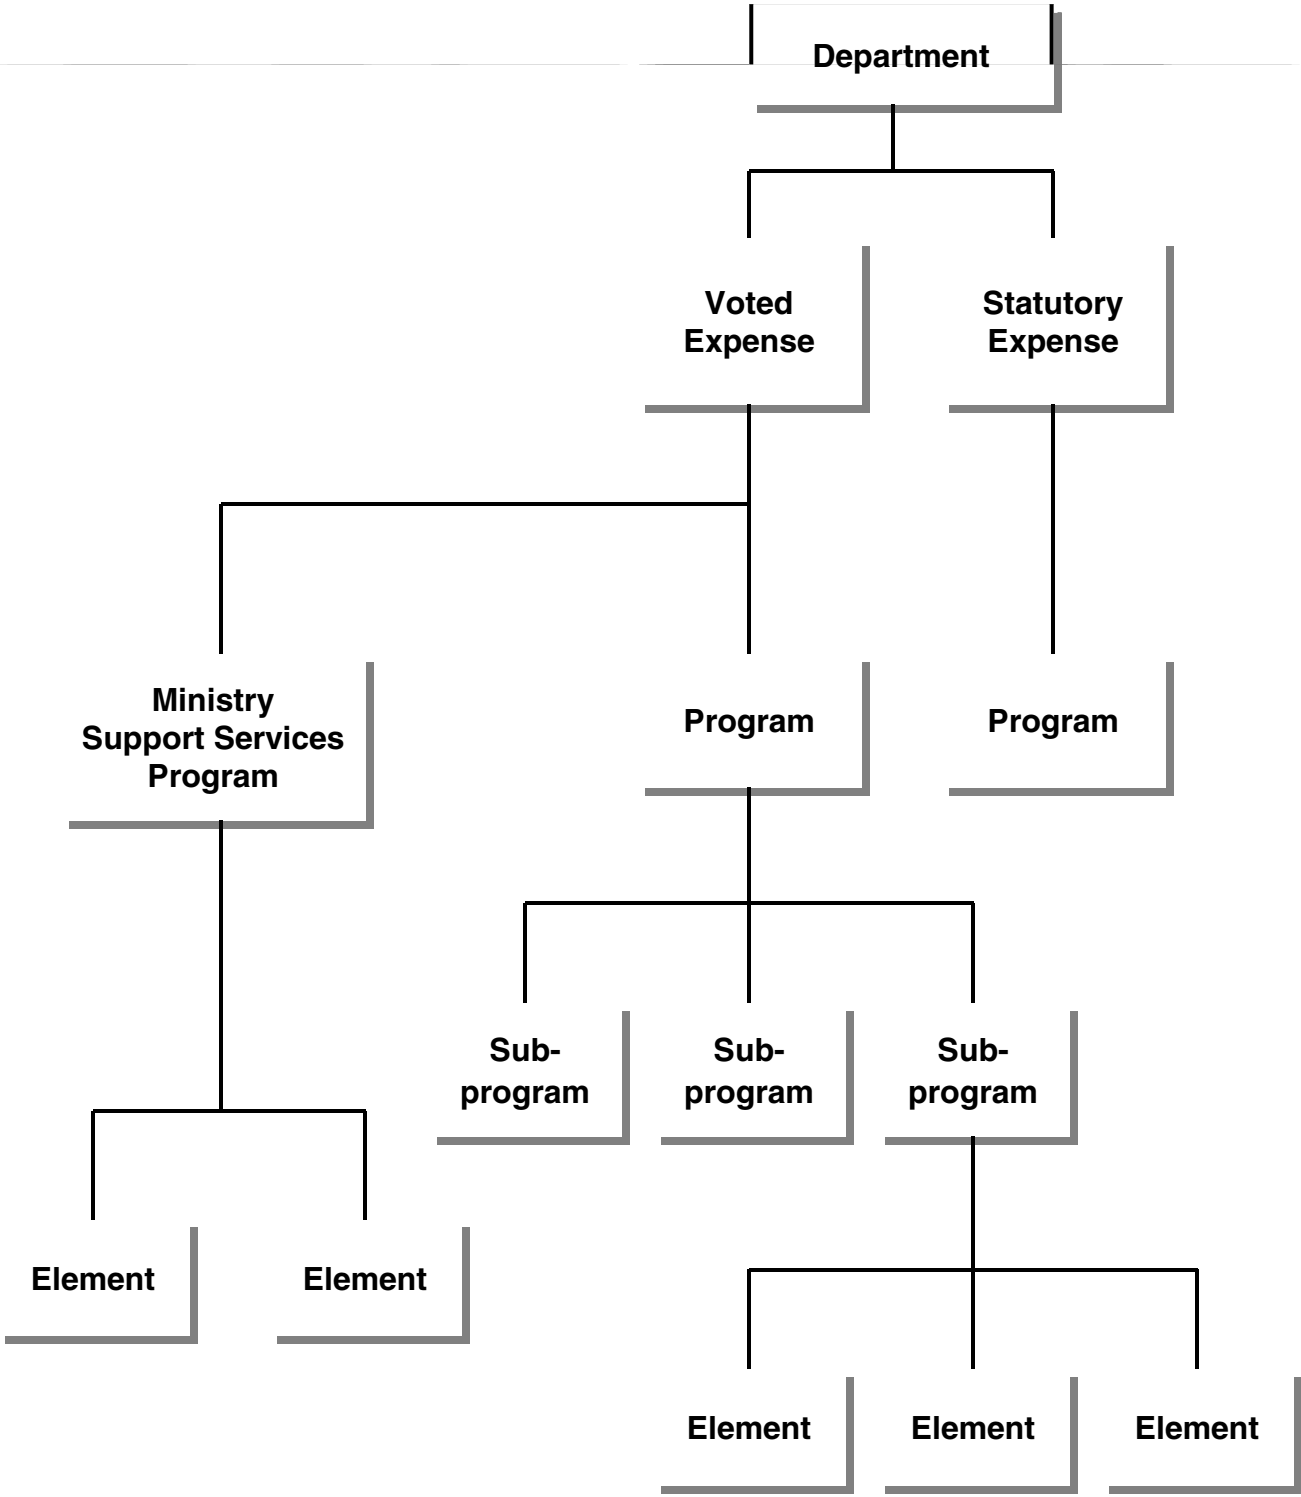 Department
Voted
Expense
Statutory
Expense
Ministry
Support Services
Program
Program
Program
Sub-
program
Sub-
program
Sub-
program
Element
Element
Element
Element
Element